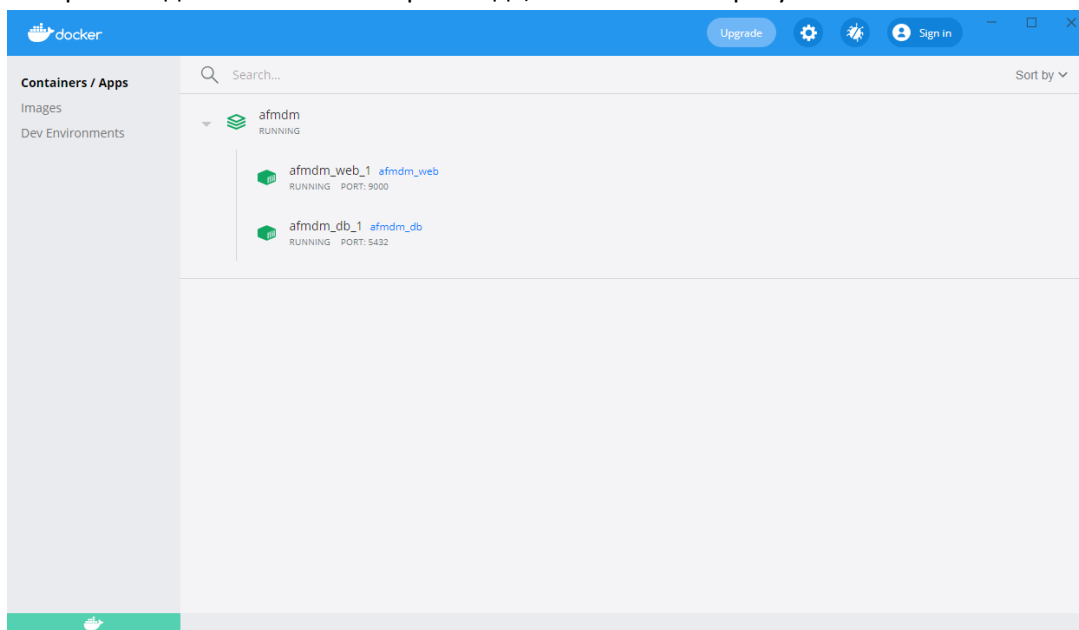 docker
Upgrade
Sign in
Containers / Apps
Images
Dev Environments
Search...
Sort by
afmdm
RUNNING
afmdm_web_1 afmdm_web
RUNNING PORT: 9000
afmdm_db_1 afmdm_db
RUNNING PORT: 5432